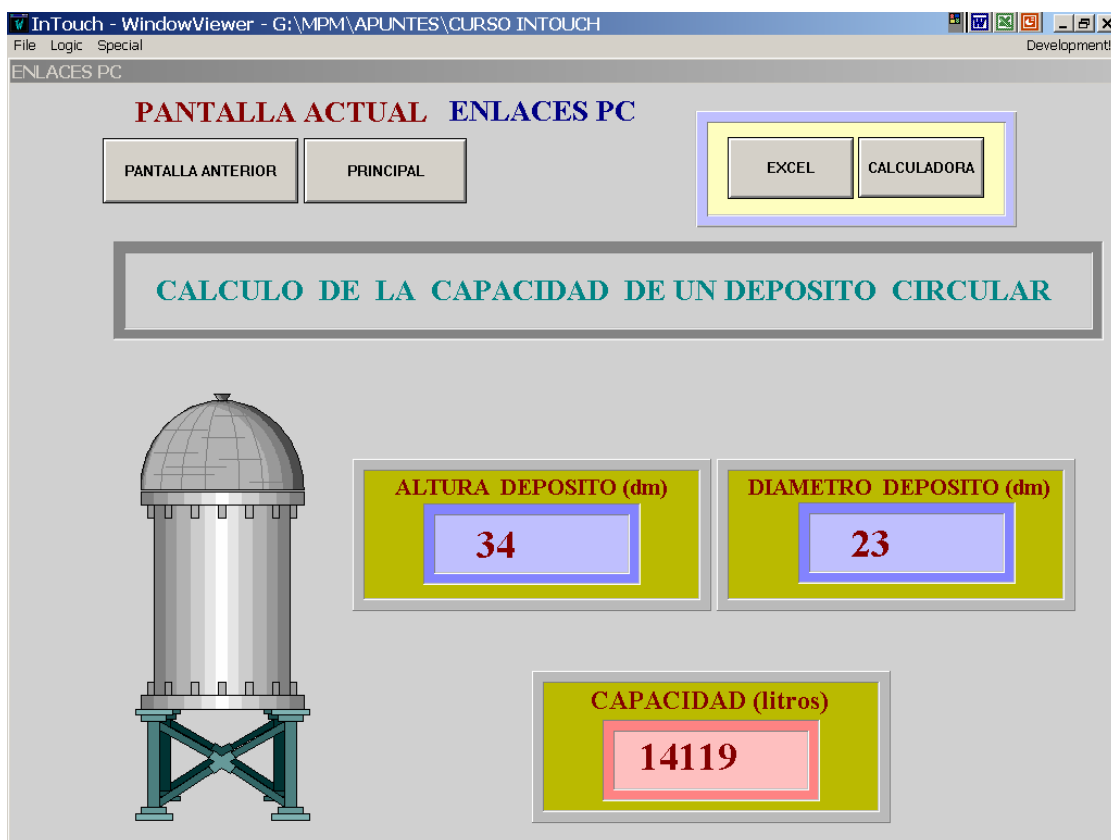 InTouch - WindowViewer - G:\MPM\APUNTES\CURSO INTOUCH
File Logic Special Development!
ENLACES PC
PANTALLA ACTUAL ENLACES PC
PANTALLA ANTERIOR PRINCIPAL EXCEL CALCULADORA
CALCULO DE LA CAPACIDAD DE UN DEPOSITO CIRCULAR
ALTURA DEPOSITO (dm) DIAMETRO DEPOSITO (dm)
34 23
CAPACIDAD (litros)
14119